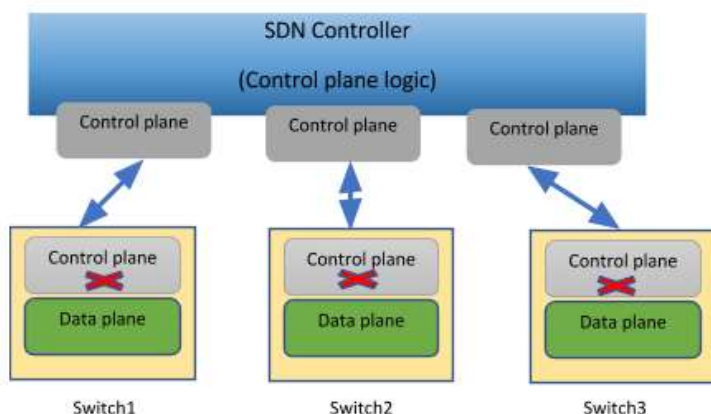 SDN Controller
(Control plane logic)
Control plane
Control plane
Control plane
Control plane
Data plane
Switch1
Control plane
Data plane
Switch2
Control plane
Data plane
Switch3